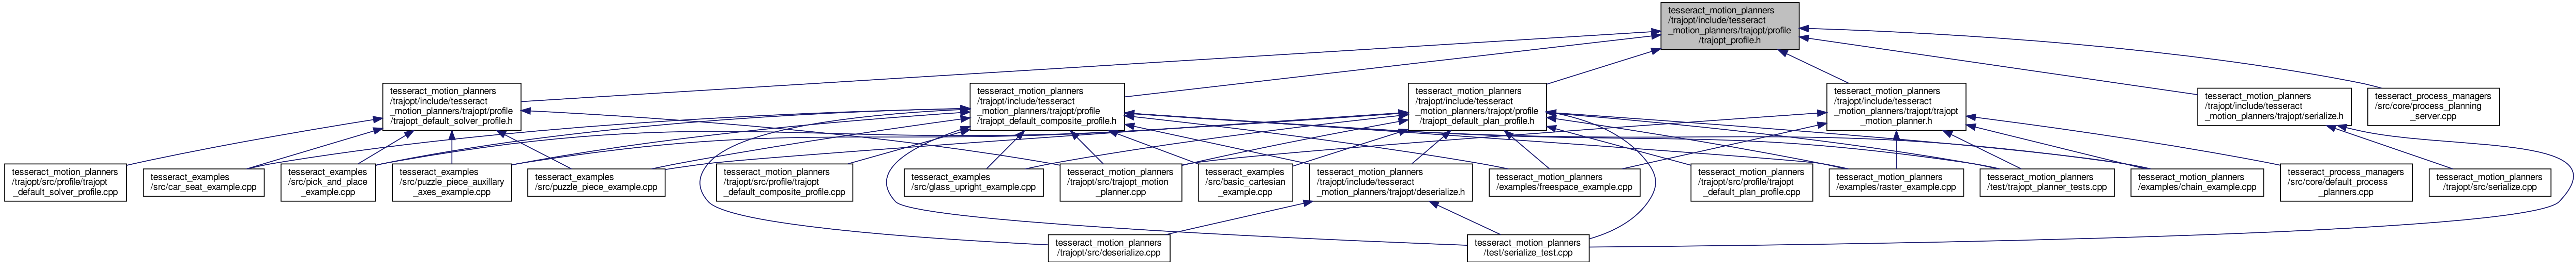 tesseract_motion_planners
/trajopt/include/tesseract
_motion_planners/trajopt/profile
/trajopt_profile.h
tesseract_motion_planners
/trajopt/include/tesseract
_motion_planners/trajopt/profile
/trajopt_default_solver_profile.h
tesseract_motion_planners
/trajopt/include/tesseract
_motion_planners/trajopt/profile
/trajopt_default_composite_profile.h
tesseract_motion_planners
/trajopt/include/tesseract
_motion_planners/trajopt/profile
/trajopt_default_plan_profile.h
tesseract_motion_planners
/trajopt/include/tesseract
_motion_planners/trajopt/trajopt
_motion_planner.h
tesseract_motion_planners
/trajopt/include/tesseract
_motion_planners/trajopt/serialize.h
tesseract_process_managers
/src/core/process_planning
_server.cpp
tesseract_motion_planners
/trajopt/src/profile/trajopt
_default_solver_profile.cpp
tesseract_examples
/src/car_seat_example.cpp
tesseract_examples
/src/pick_and_place
_example.cpp
tesseract_examples
/src/puzzle_piece_auxillary
_axes_example.cpp
tesseract_examples
/src/puzzle_piece_example.cpp
tesseract_motion_planners
/trajopt/src/profile/trajopt
_default_composite_profile.cpp
tesseract_examples
/src/glass_upright_example.cpp
tesseract_motion_planners
/trajopt/src/trajopt_motion
_planner.cpp
tesseract_examples
/src/basic_cartesian
_example.cpp
tesseract_motion_planners
/trajopt/include/tesseract
_motion_planners/trajopt/deserialize.h
tesseract_motion_planners
/examples/freespace_example.cpp
tesseract_motion_planners
/trajopt/src/profile/trajopt
_default_plan_profile.cpp
tesseract_motion_planners
/examples/raster_example.cpp
tesseract_motion_planners
/test/trajopt_planner_tests.cpp
tesseract_motion_planners
/examples/chain_example.cpp
tesseract_process_managers
/src/core/default_process
_planners.cpp
tesseract_motion_planners
/trajopt/src/serialize.cpp
tesseract_motion_planners
/trajopt/src/deserialize.cpp
tesseract_motion_planners
/test/serialize_test.cpp